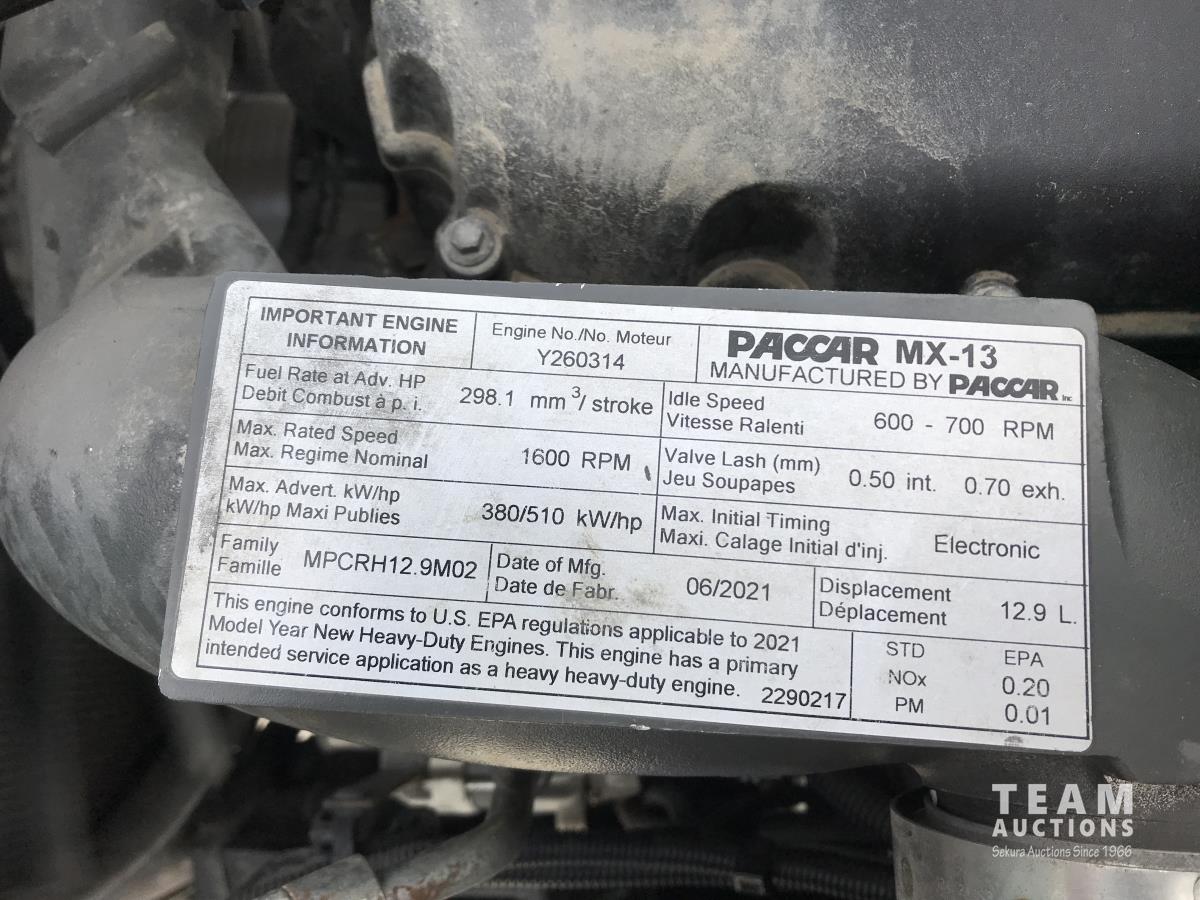 IMPORTANT ENGINE
INFORMATION
Engine No./No. Moteur
Y260314
PACCAR MX-13
MANUFACTURED BY PACCAR Inc
Fuel Rate at Adv. HP
Debit Combust à p. i.
298.1 mm³/ stroke
Idle Speed
Vitesse Ralenti
600 - 700 RPM
Max. Rated Speed
Max. Regime Nominal
1600 RPM
Valve Lash (mm)
Jeu Soupapes
0.50 int. 0.70 exh.
Max. Advert. kW/hp
kW/hp Maxi Publies
380/510 kW/hp
Max. Initial Timing
Maxi. Calage Initial d'inj.
Electronic
Family
Famille
MPCRH12.9M02
Date of Mfg.
Date de Fabr.
06/2021
Displacement
Déplacement
12.9 L.
This engine conforms to U.S. EPA regulations applicable to 2021
Model Year New Heavy-Duty Engines. This engine has a primary
intended service application as a heavy heavy-duty engine. 2290217
STD EPA
NOx 0.20
PM 0.01
TEAM
AUCTIONS
Sekura Auctions Since 1966